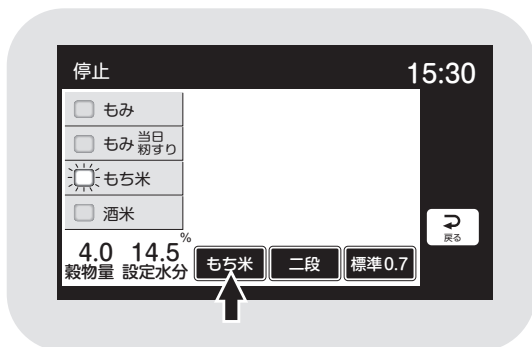 停止 15:30
もみ
もみ 当日籾すり
もち米
酒米
戻る
4.0 14.5%
穀物量 設定水分
もち米 二段 標準0.7